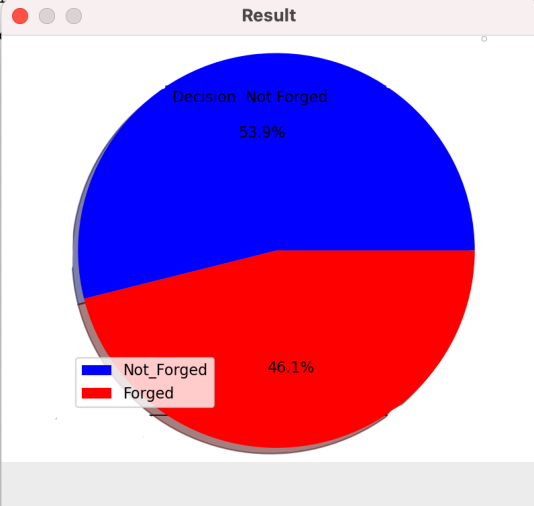 Result
Decision Not Forged
53.9%
46.1%
Not_Forged
Forged